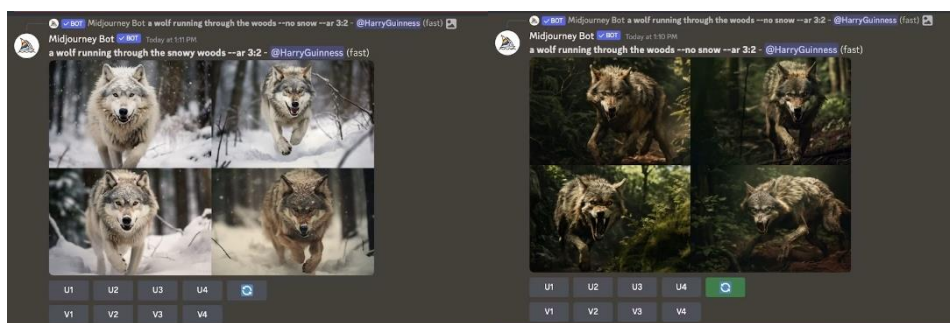 BOT Midjourney Bot a wolf running through the woods --no snow --ar 3:2 - @HarryGuinness (fast)
Midjourney Bot BOT Today at 1:11 PM
a wolf running through the snowy woods --ar 3:2 - @HarryGuinness (fast)
U1 U2 U3 U4
V1 V2 V3 V4
BOT Midjourney Bot a wolf running through the woods --no snow --ar 3:2 - @HarryGuinness (fast)
Midjourney Bot BOT Today at 1:10 PM
a wolf running through the woods --no snow --ar 3:2 - @HarryGuinness (fast)
U1 U2 U3 U4
V1 V2 V3 V4